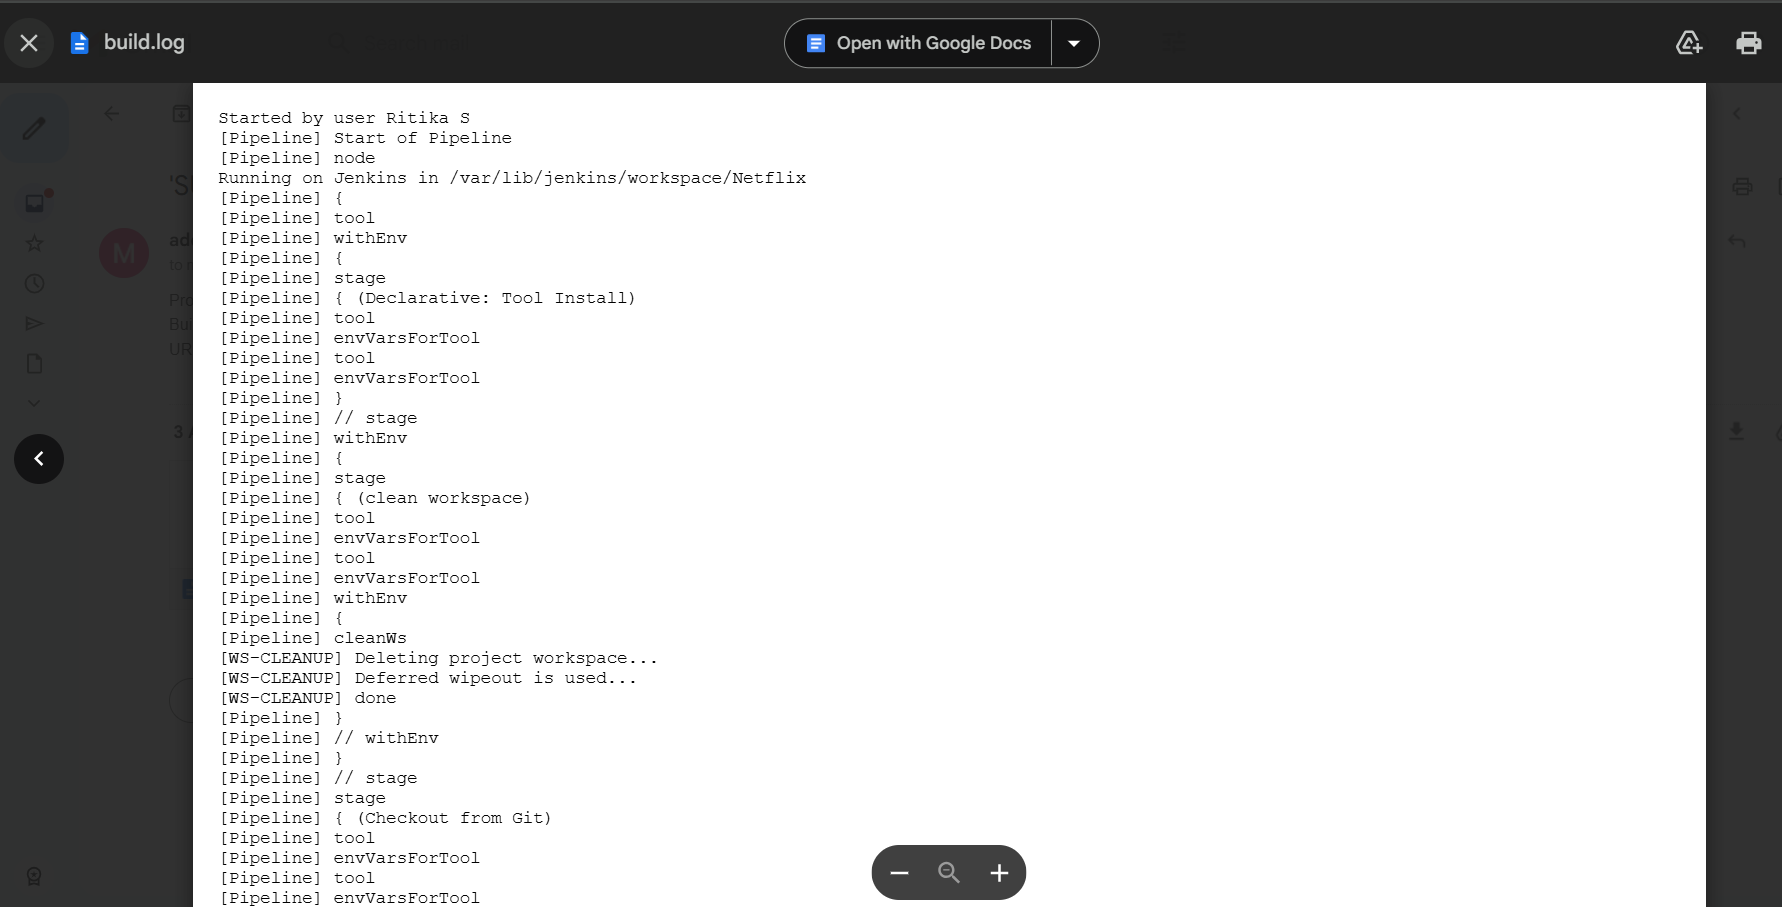 build.log
Open with Google Docs
Started by user Ritika S
[Pipeline] Start of Pipeline
[Pipeline] node
Running on Jenkins in /var/lib/jenkins/workspace/Netflix
[Pipeline] {
[Pipeline] tool
[Pipeline] withEnv
[Pipeline] {
[Pipeline] stage
[Pipeline] { (Declarative: Tool Install)
[Pipeline] tool
[Pipeline] envVarsForTool
[Pipeline] tool
[Pipeline] envVarsForTool
[Pipeline] }
[Pipeline] // stage
[Pipeline] withEnv
[Pipeline] {
[Pipeline] stage
[Pipeline] { (clean workspace)
[Pipeline] tool
[Pipeline] envVarsForTool
[Pipeline] tool
[Pipeline] envVarsForTool
[Pipeline] withEnv
[Pipeline] {
[Pipeline] cleanWs
[WS-CLEANUP] Deleting project workspace...
[WS-CLEANUP] Deferred wipeout is used...
[WS-CLEANUP] done
[Pipeline] }
[Pipeline] // withEnv
[Pipeline] }
[Pipeline] // stage
[Pipeline] stage
[Pipeline] { (Checkout from Git)
[Pipeline] tool
[Pipeline] envVarsForTool
[Pipeline] tool
[Pipeline] envVarsForTool
M